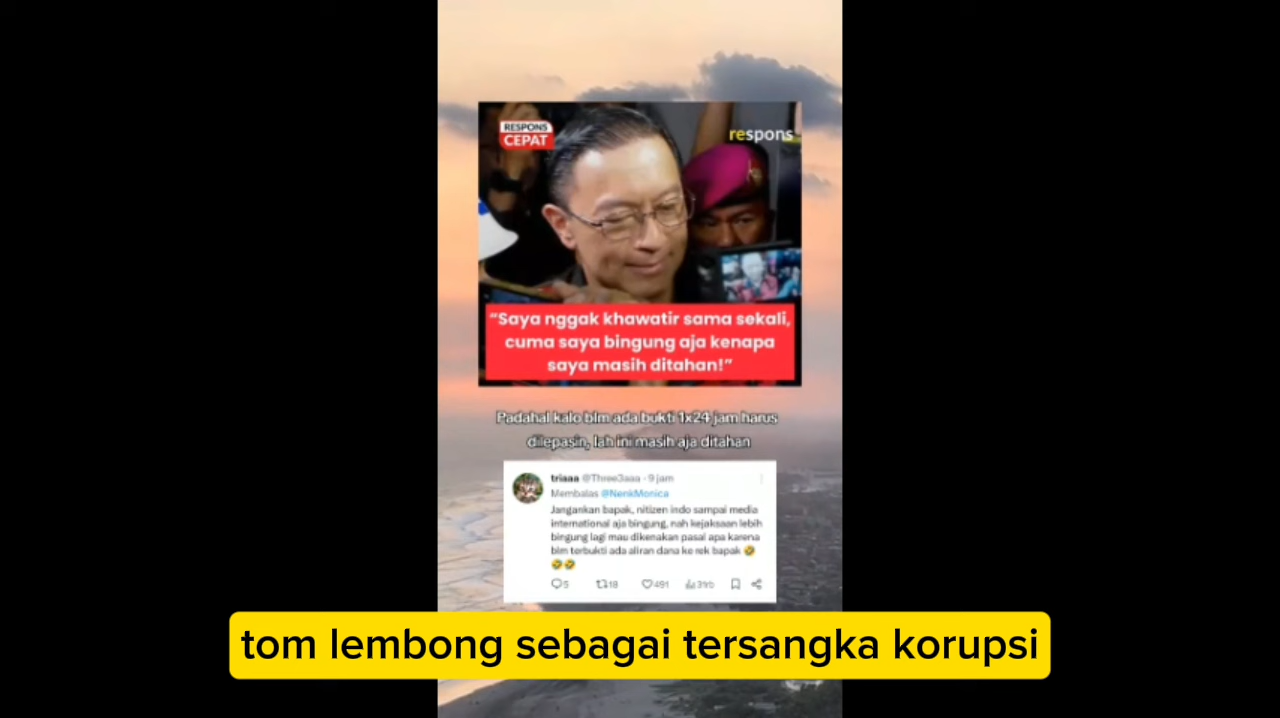 RESPONS
CEPAT
respons
“Saya nggak khawatir sama sekali,
cuma saya bingung aja kenapa
saya masih ditahan!”
Padahal kalo blm ada bukti 1x24 jam harus
dilepasin, lah ini masih aja ditahan
triaaa @Three3aaa · 9 jam
Membalas @NenkMonica
Jangankan bapak, nitizen indo sampai media
international aja bingung, nah kejaksaan lebih
bingung lagi mau dikenakan pasal apa karena
blm terbukti ada aliran dana ke rek bapak 🤣
🤣🤣
5 18 491
tom lembong sebagai tersangka korupsi